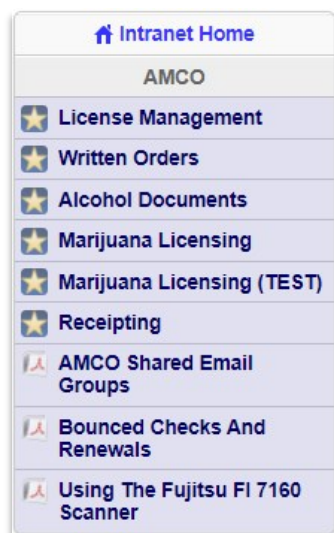 Intranet Home
AMCO
License Management
Written Orders
Alcohol Documents
Marijuana Licensing
Marijuana Licensing (TEST)
Receipting
AMCO Shared Email
Groups
Bounced Checks And
Renewals
Using The Fujitsu FI 7160
Scanner